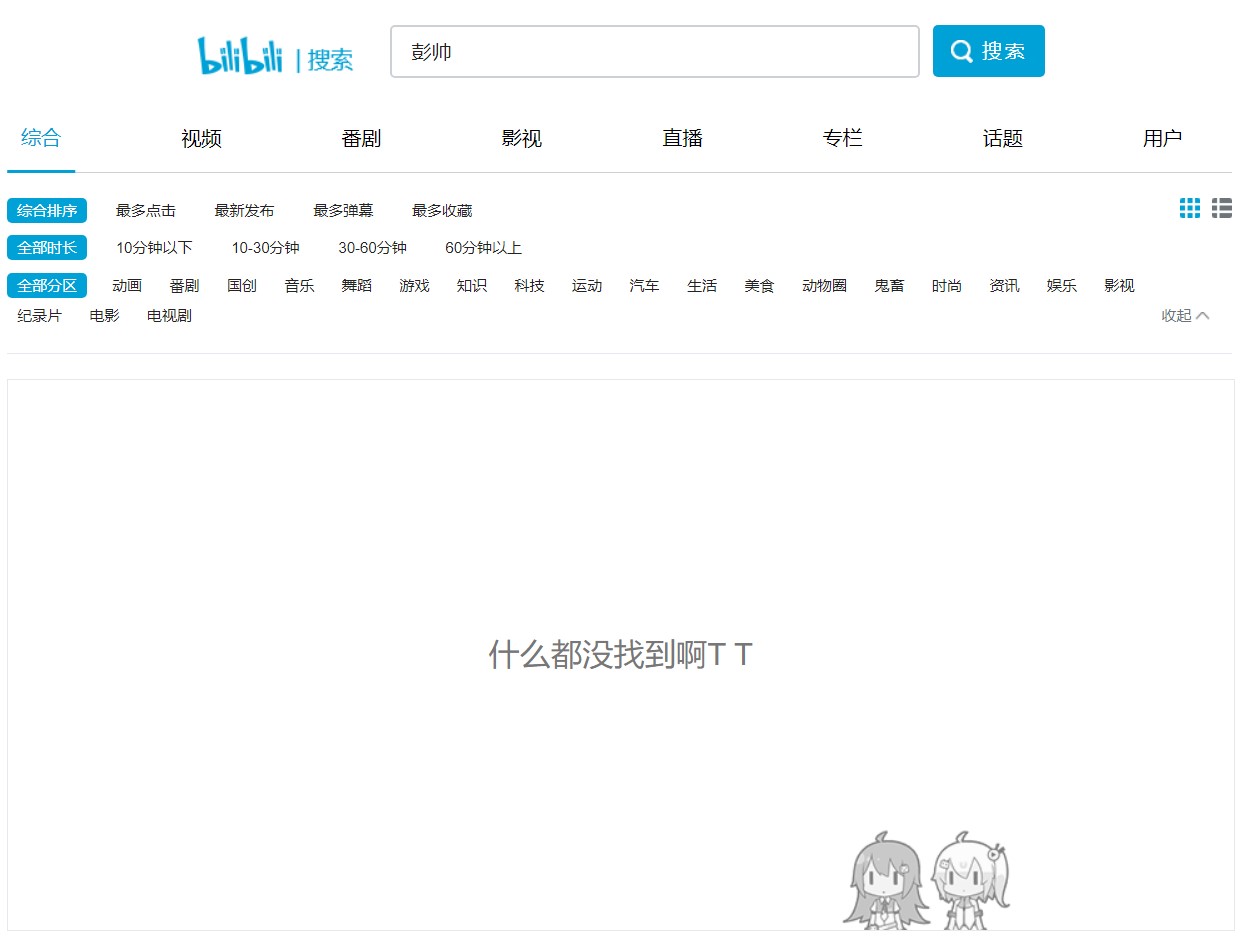 bilibili | 搜索 彭帅 搜索
综合 视频 番剧 影视 直播 专栏 话题 用户
综合排序 最多点击 最新发布 最多弹幕 最多收藏
全部时长 10分钟以下 10-30分钟 30-60分钟 60分钟以上
全部分区 动画 番剧 国创 音乐 舞蹈 游戏 知识 科技 运动 汽车 生活 美食 动物圈 鬼畜 时尚 资讯 娱乐 影视
纪录片 电影 电视剧 收起
什么都没找到啊T T